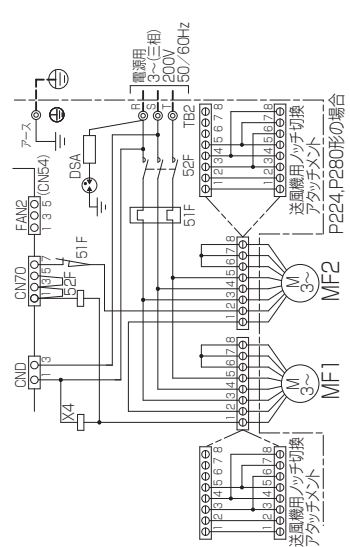 アース
電源用
3~(三相)
200V
50/60Hz
R
S
T
DSA
TB2
52F
51F
FAN2
(CN54)
1 3 5
CN70
1 3 5 7
52F
51F
CND
1 3
X4
1 2 3 4 5 6 7 8
1 2 3 4 5 6 7 8
送風機用ノッチ切換
アタッチメント
P224,P280形の場合
1 2 3 4 5 6 7 8
M
3~
MF2
1 2 3 4 5 6 7 8
M
3~
MF1
1 2 3 4 5 6 7 8
1 2 3 4 5 6 7 8
送風機用ノッチ切換
アタッチメント